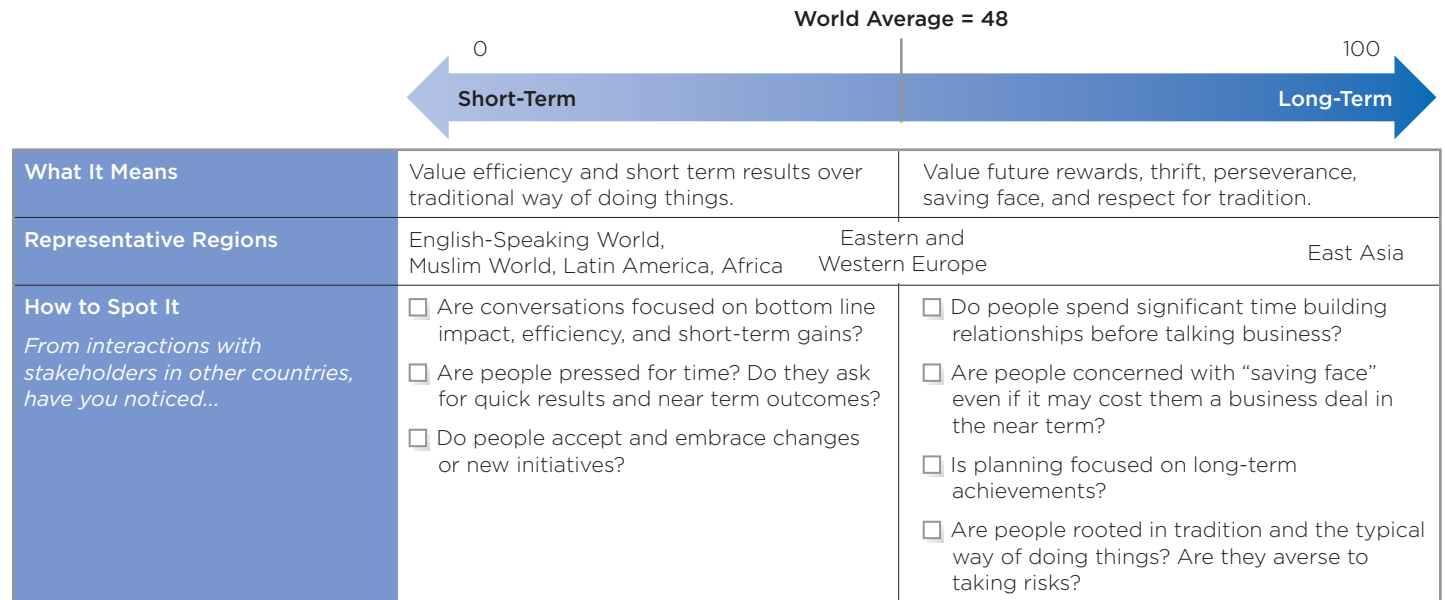 World Average = 48
0
100
Short-Term
Long-Term
What It Means
Value efficiency and short term results over
traditional way of doing things.
Value future rewards, thrift, perseverance,
saving face, and respect for tradition.
Representative Regions
English-Speaking World,
Muslim World, Latin America, Africa
Eastern and
Western Europe
East Asia
How to Spot It
From interactions with
stakeholders in other countries,
have you noticed...
Are conversations focused on bottom line
impact, efficiency, and short-term gains?
Are people pressed for time? Do they ask
for quick results and near term outcomes?
Do people accept and embrace changes
or new initiatives?
Do people spend significant time building
relationships before talking business?
Are people concerned with “saving face”
even if it may cost them a business deal in
the near term?
Is planning focused on long-term
achievements?
Are people rooted in tradition and the typical
way of doing things? Are they averse to
taking risks?